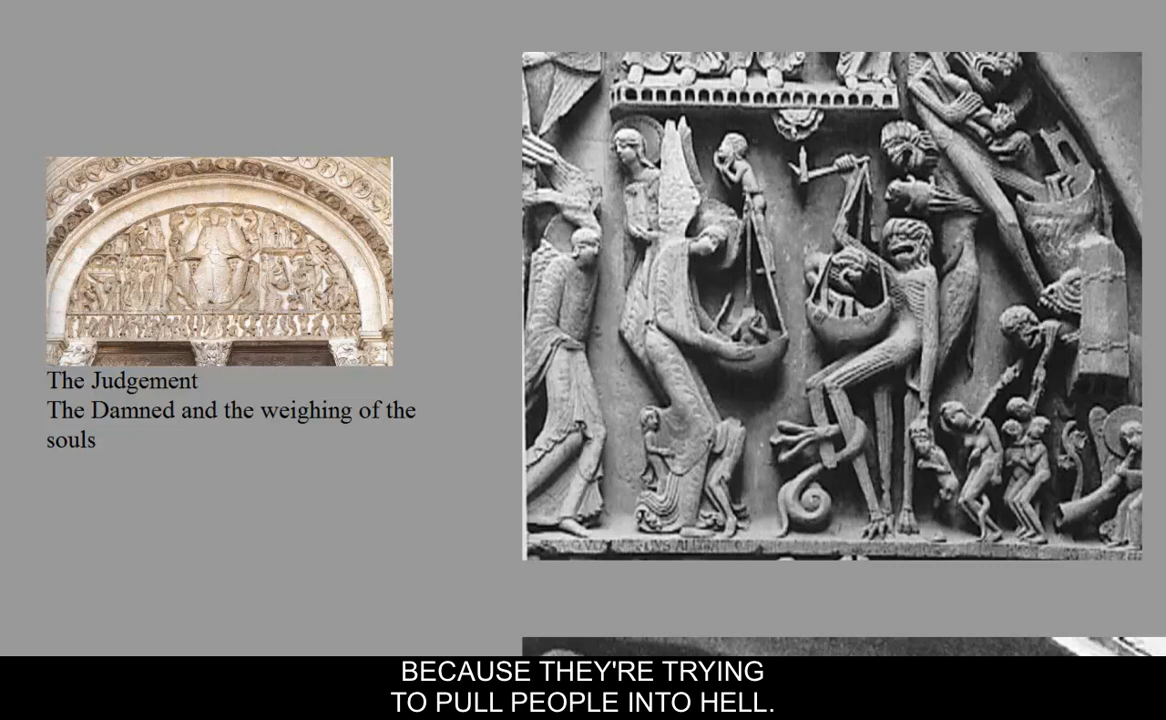 The Judgement
The Damned and the weighing of the
souls
BECAUSE THEY'RE TRYING
TO PULL PEOPLE INTO HELL.